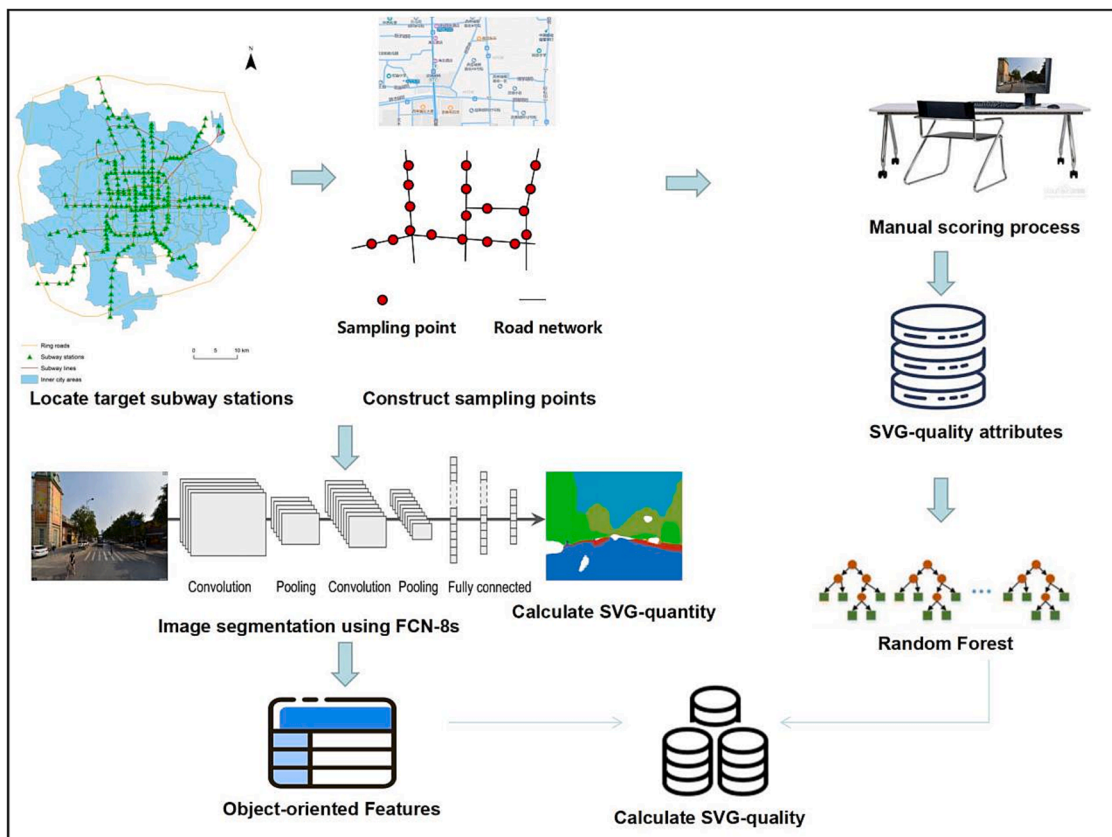 N
Ring roads
Subway stations
Subway lines
Inner city areas
0 5 10 km
Locate target subway stations
Sampling point
Road network
Construct sampling points
Manual scoring process
SVG-quality attributes
Random Forest
Convolution
Pooling
Convolution
Pooling
Fully connected
Image segmentation using FCN-8s
Calculate SVG-quantity
Object-oriented Features
Calculate SVG-quality